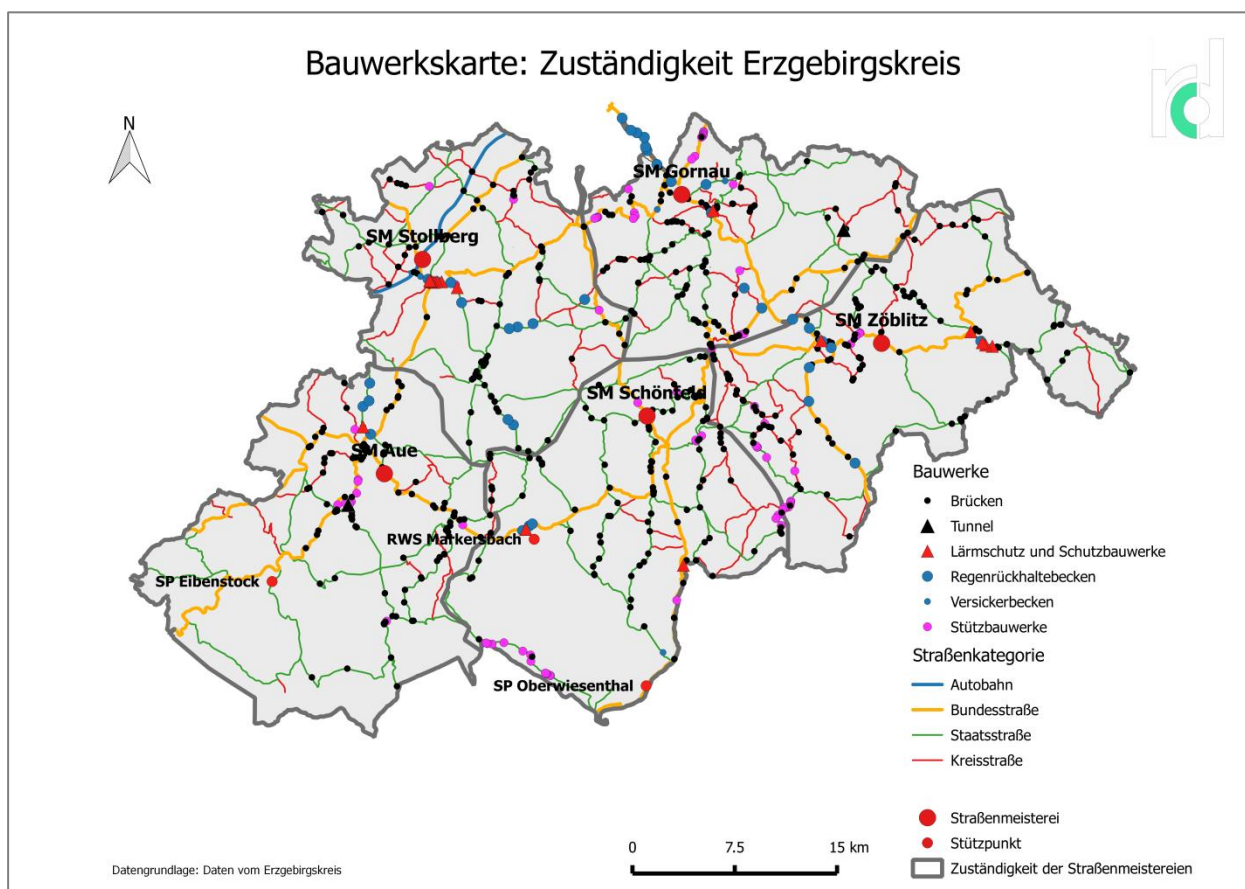 Bauwerkskarte: Zuständigkeit Erzgebirgskreis
rd
N
SM Gornau
SM Stollberg
SM Zöblitz
SM Schönfeld
SM Aue
RWS Markersbach
SP Eibenstock
SP Oberwiesenthal
Bauwerke
Brücken
Tunnel
Lärmschutz und Schutzbauwerke
Regenrückhaltebecken
Versickerbecken
Stützbauwerke
Straßenkategorie
Autobahn
Bundesstraße
Staatsstraße
Kreisstraße
Straßenmeisterei
Stützpunkt
Zuständigkeit der Straßenmeistereien
0 7.5 15 km
Datengrundlage: Daten vom Erzgebirgskreis